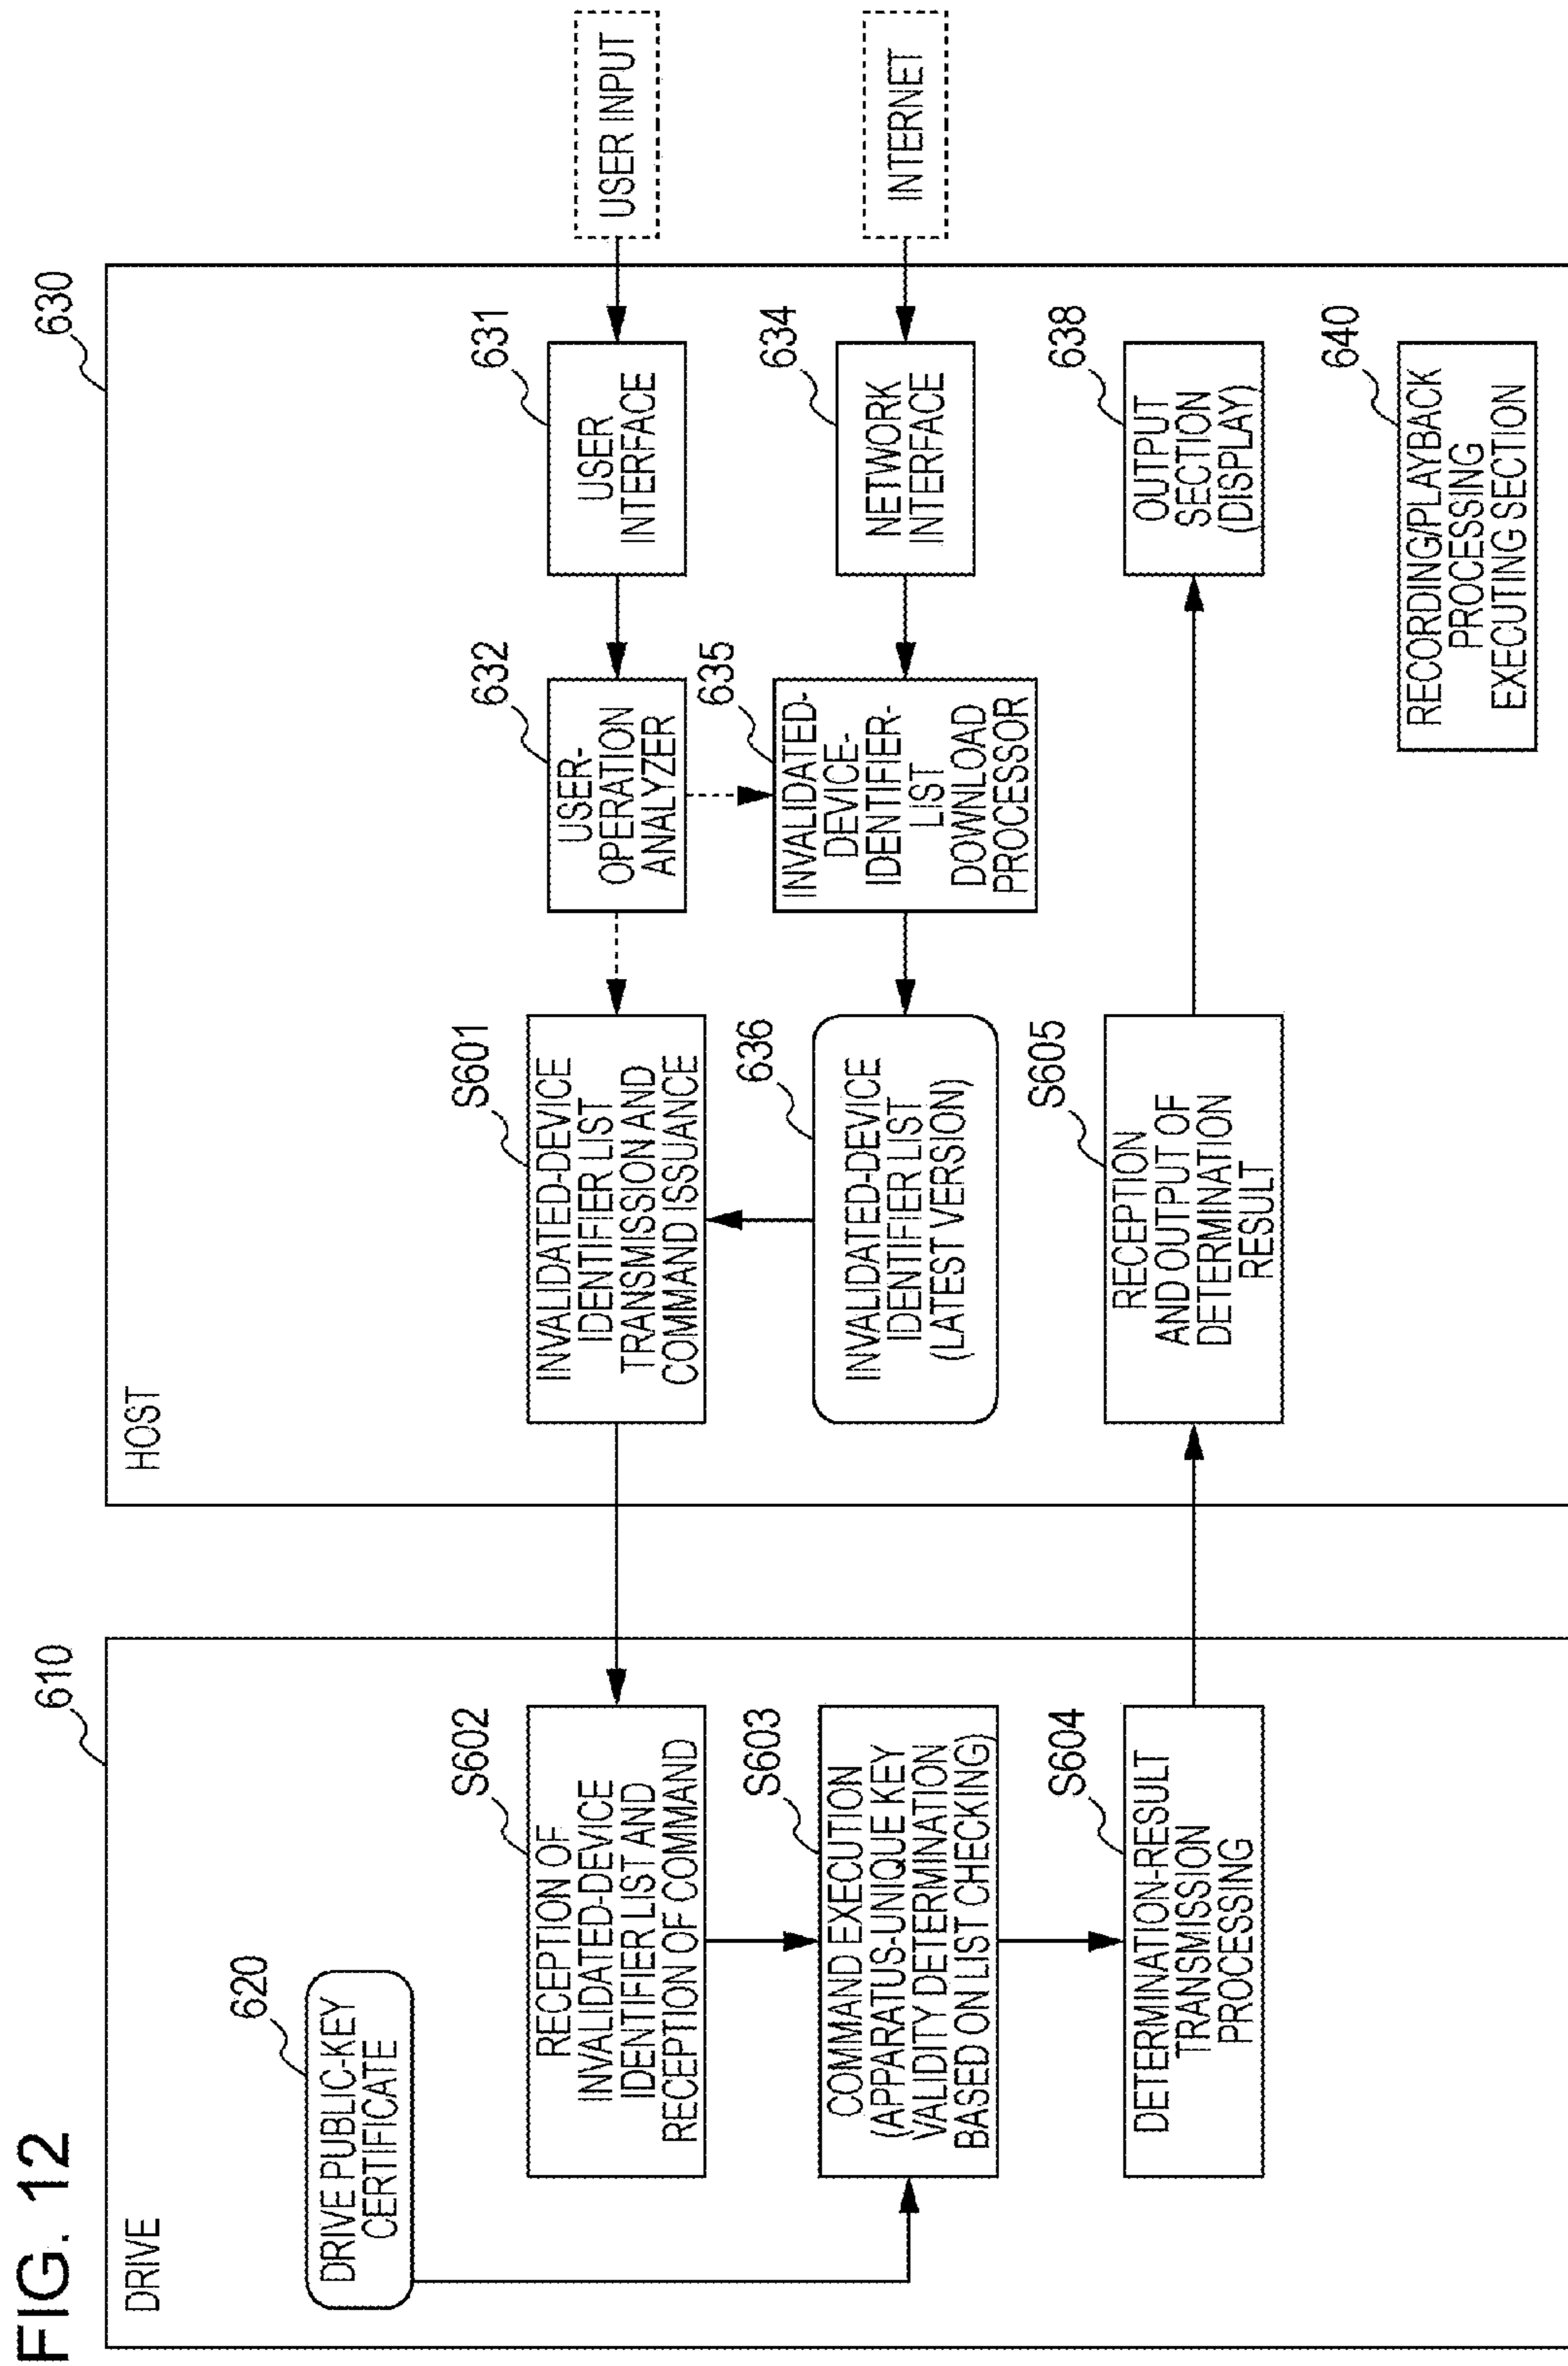 FIG. 12
610
DRIVE
620
DRIVE PUBLIC-KEY
CERTIFICATE
S602
RECEPTION OF
INVALIDATED-DEVICE
IDENTIFIER LIST AND
RECEPTION OF COMMAND
S603
COMMAND EXECUTION
(APPARATUS-UNIQUE KEY
VALIDITY DETERMINATION
BASED ON LIST CHECKING)
S604
DETERMINATION-RESULT
TRANSMISSION
PROCESSING
630
HOST
S601
INVALIDATED-DEVICE
IDENTIFIER LIST
TRANSMISSION AND
COMMAND ISSUANCE
636
INVALIDATED-DEVICE
IDENTIFIER LIST
(LATEST VERSION)
S605
RECEPTION
AND OUTPUT OF
DETERMINATION
RESULT
632
USER-
OPERATION
ANALYZER
635
INVALIDATED-
DEVICE-
IDENTIFIER-
LIST
DOWNLOAD
PROCESSOR
631
USER
INTERFACE
634
NETWORK
INTERFACE
638
OUTPUT
SECTION
(DISPLAY)
640
RECORDING/PLAYBACK
PROCESSING
EXECUTING SECTION
USER INPUT
INTERNET